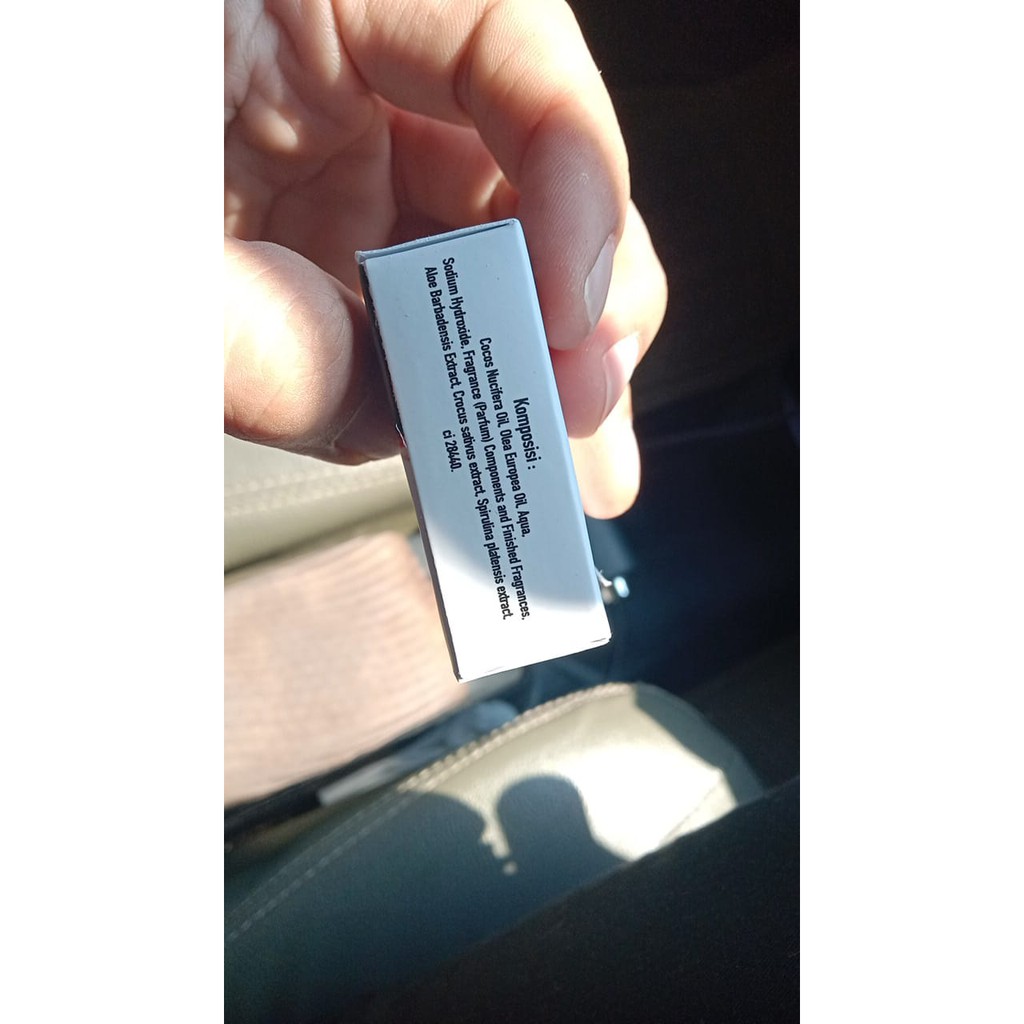 Komposisi :
Cocos Nucifera Oil, Olea Europea Oil, Aqua,
Sodium Hydroxide, Fragrance (Parfum) Components and Finished Fragrances,
Aloe Barbadensis Extract, Crocus sativus extract, Spirulina platensis extract,
ci 28440.